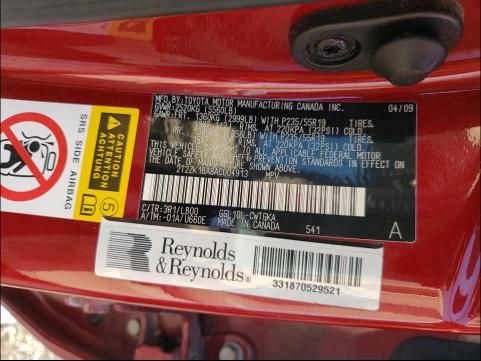 MFD.BY:TOYOTA MOTOR MANUFACTURING CANADA INC. 04/09
GVWR:2520KG (5560LB)
GAWR:FRT. 1360KG (2999LB) WITH P235/55R19 TIRES,
RIMS, AT 220KPA (32PSI) COLD.
P235/55R19 TIRES,
RIMS, AT 220KPA (32PSI) COLD.
THIS VEHICLE CONFORMS TO ALL APPLICABLE FEDERAL MOTOR
VEHICLE SAFETY AND THEFT PREVENTION STANDARDS IN
EFFECT ON THE DATE OF MANUFACTURE SHOWN ABOVE.
2T2ZK1BA8AC004913 MPV
C/TR:3R1/LB00 GGL10L-CWTGKA
A/TM:-01A/U660E MADE IN CANADA 541 A
SRS SIDE AIRBAG
ATTENTION
ACHTUNG
5
Reynolds
&Reynolds®
331870529521